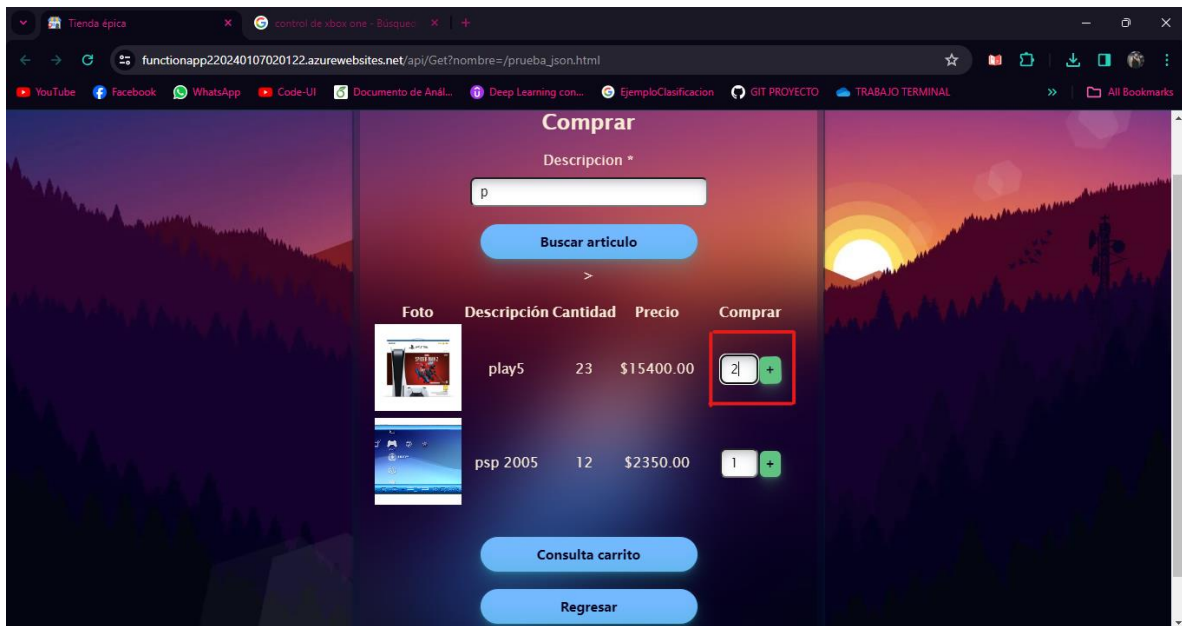 Tienda épica
control de xbox one - Búsqued
functionapp220240107020122.azurewebsites.net/api/Get?nombre=/prueba_json.html
YouTube Facebook WhatsApp Code-UI Documento de Anál... Deep Learning con... EjemploClasificacion GIT PROYECTO TRABAJO TERMINAL » All Bookmarks
Comprar
Descripcion *
p
Buscar articulo
>
Foto Descripción Cantidad Precio Comprar
play5 23 $15400.00 2 +
psp 2005 12 $2350.00 1 +
Consulta carrito
Regresar